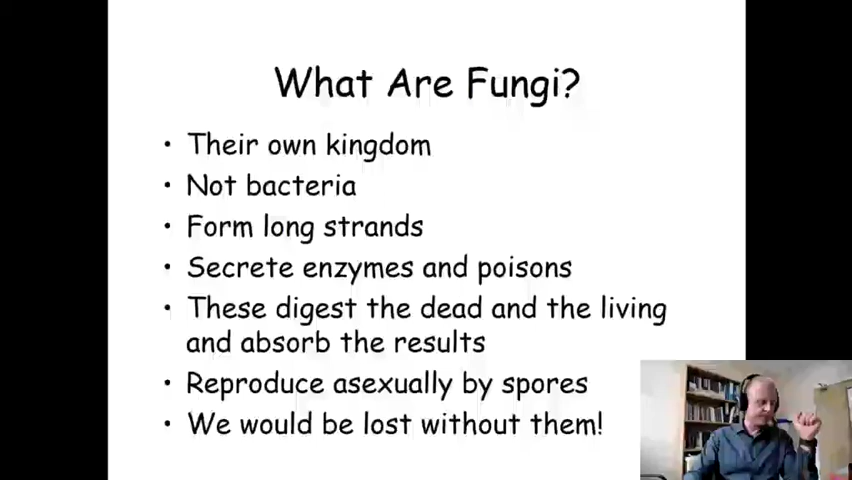 What Are Fungi?
• Their own kingdom
• Not bacteria
• Form long strands
• Secrete enzymes and poisons
• These digest the dead and the living
and absorb the results
• Reproduce asexually by spores
• We would be lost without them!